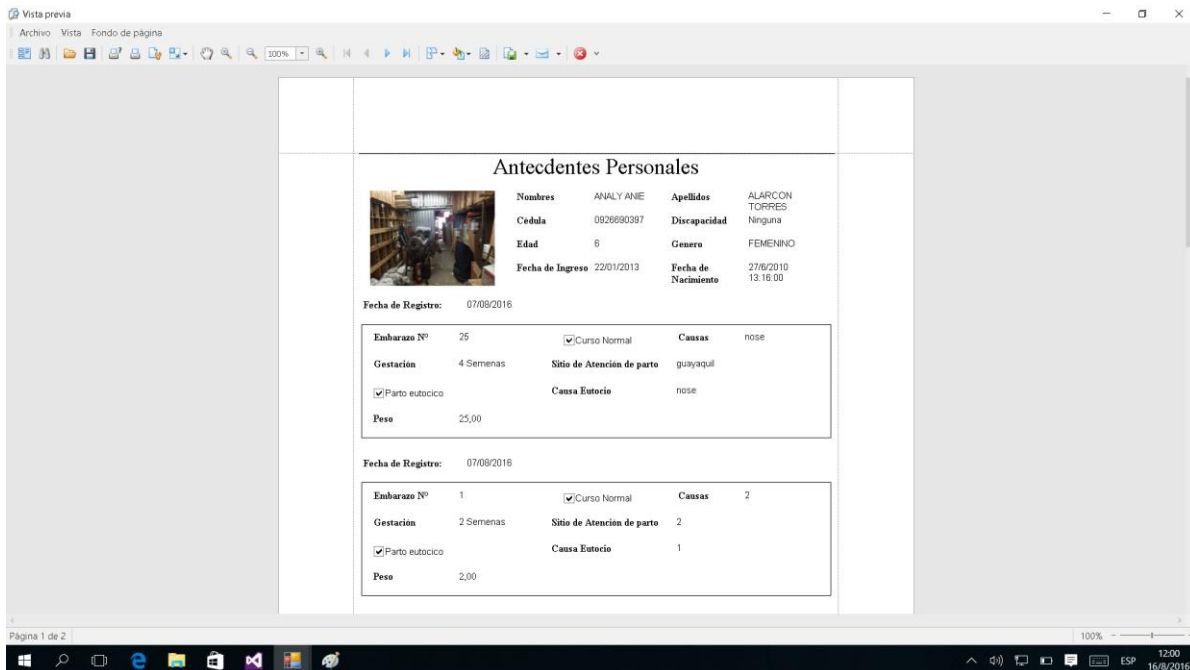 Vista previa
Archivo Vista Fondo de página
100%
Antecdentes Personales
Nombres ANALY ANIE Apellidos ALARCON TORRES
Cedula 0926690397 Discapacidad Ninguna
Edad 6 Genero FEMENINO
Fecha de Ingreso 22/01/2013 Fecha de Nacimiento 27/6/2010 13:16:00
Fecha de Registro: 07/08/2016
Embarazo Nº 25 Curso Normal Causas nose
Gestación 4 Semenas Sitio de Atención de parto guayaquil
Parto eutocico Causa Eutocio nose
Peso 25,00
Fecha de Registro: 07/08/2016
Embarazo Nº 1 Curso Normal Causas 2
Gestación 2 Semenas Sitio de Atención de parto 2
Parto eutocico Causa Eutocio 1
Peso 2,00
Página 1 de 2 100%
ESP 12:00
16/8/2016